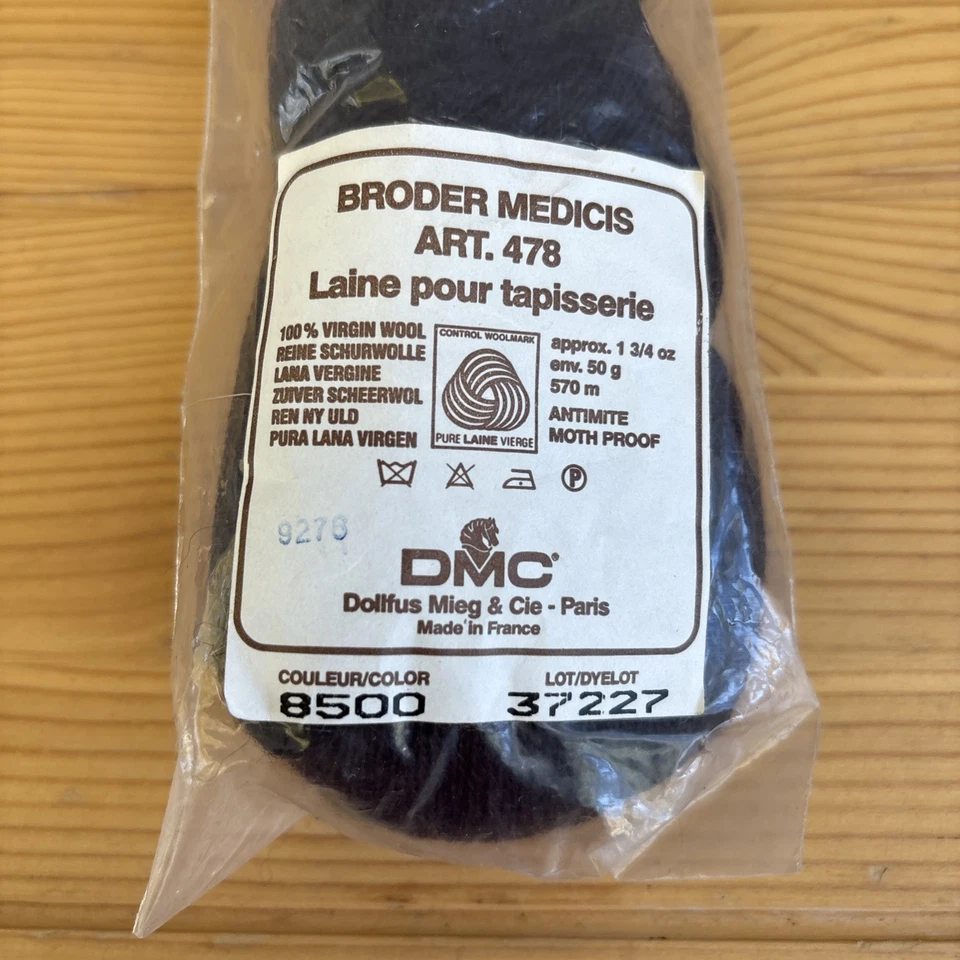 BRODER MEDICIS
ART. 478
Laine pour tapisserie
100 % VIRGIN WOOL
REINE SCHURWOLLE
LANA VERGINE
ZUIVER SCHEERWOL
REN NY ULD
PURA LANA VIRGEN
CONTROL WOOLMARK
PURE LAINE VIERGE
approx. 1 3/4 oz
env. 50 g
570 m
ANTIMITE
MOTH PROOF
P
9278
DMC®
Dollfus Mieg & Cie - Paris
Made in France
COULEUR/COLOR
8500
LOT/DYELOT
37227